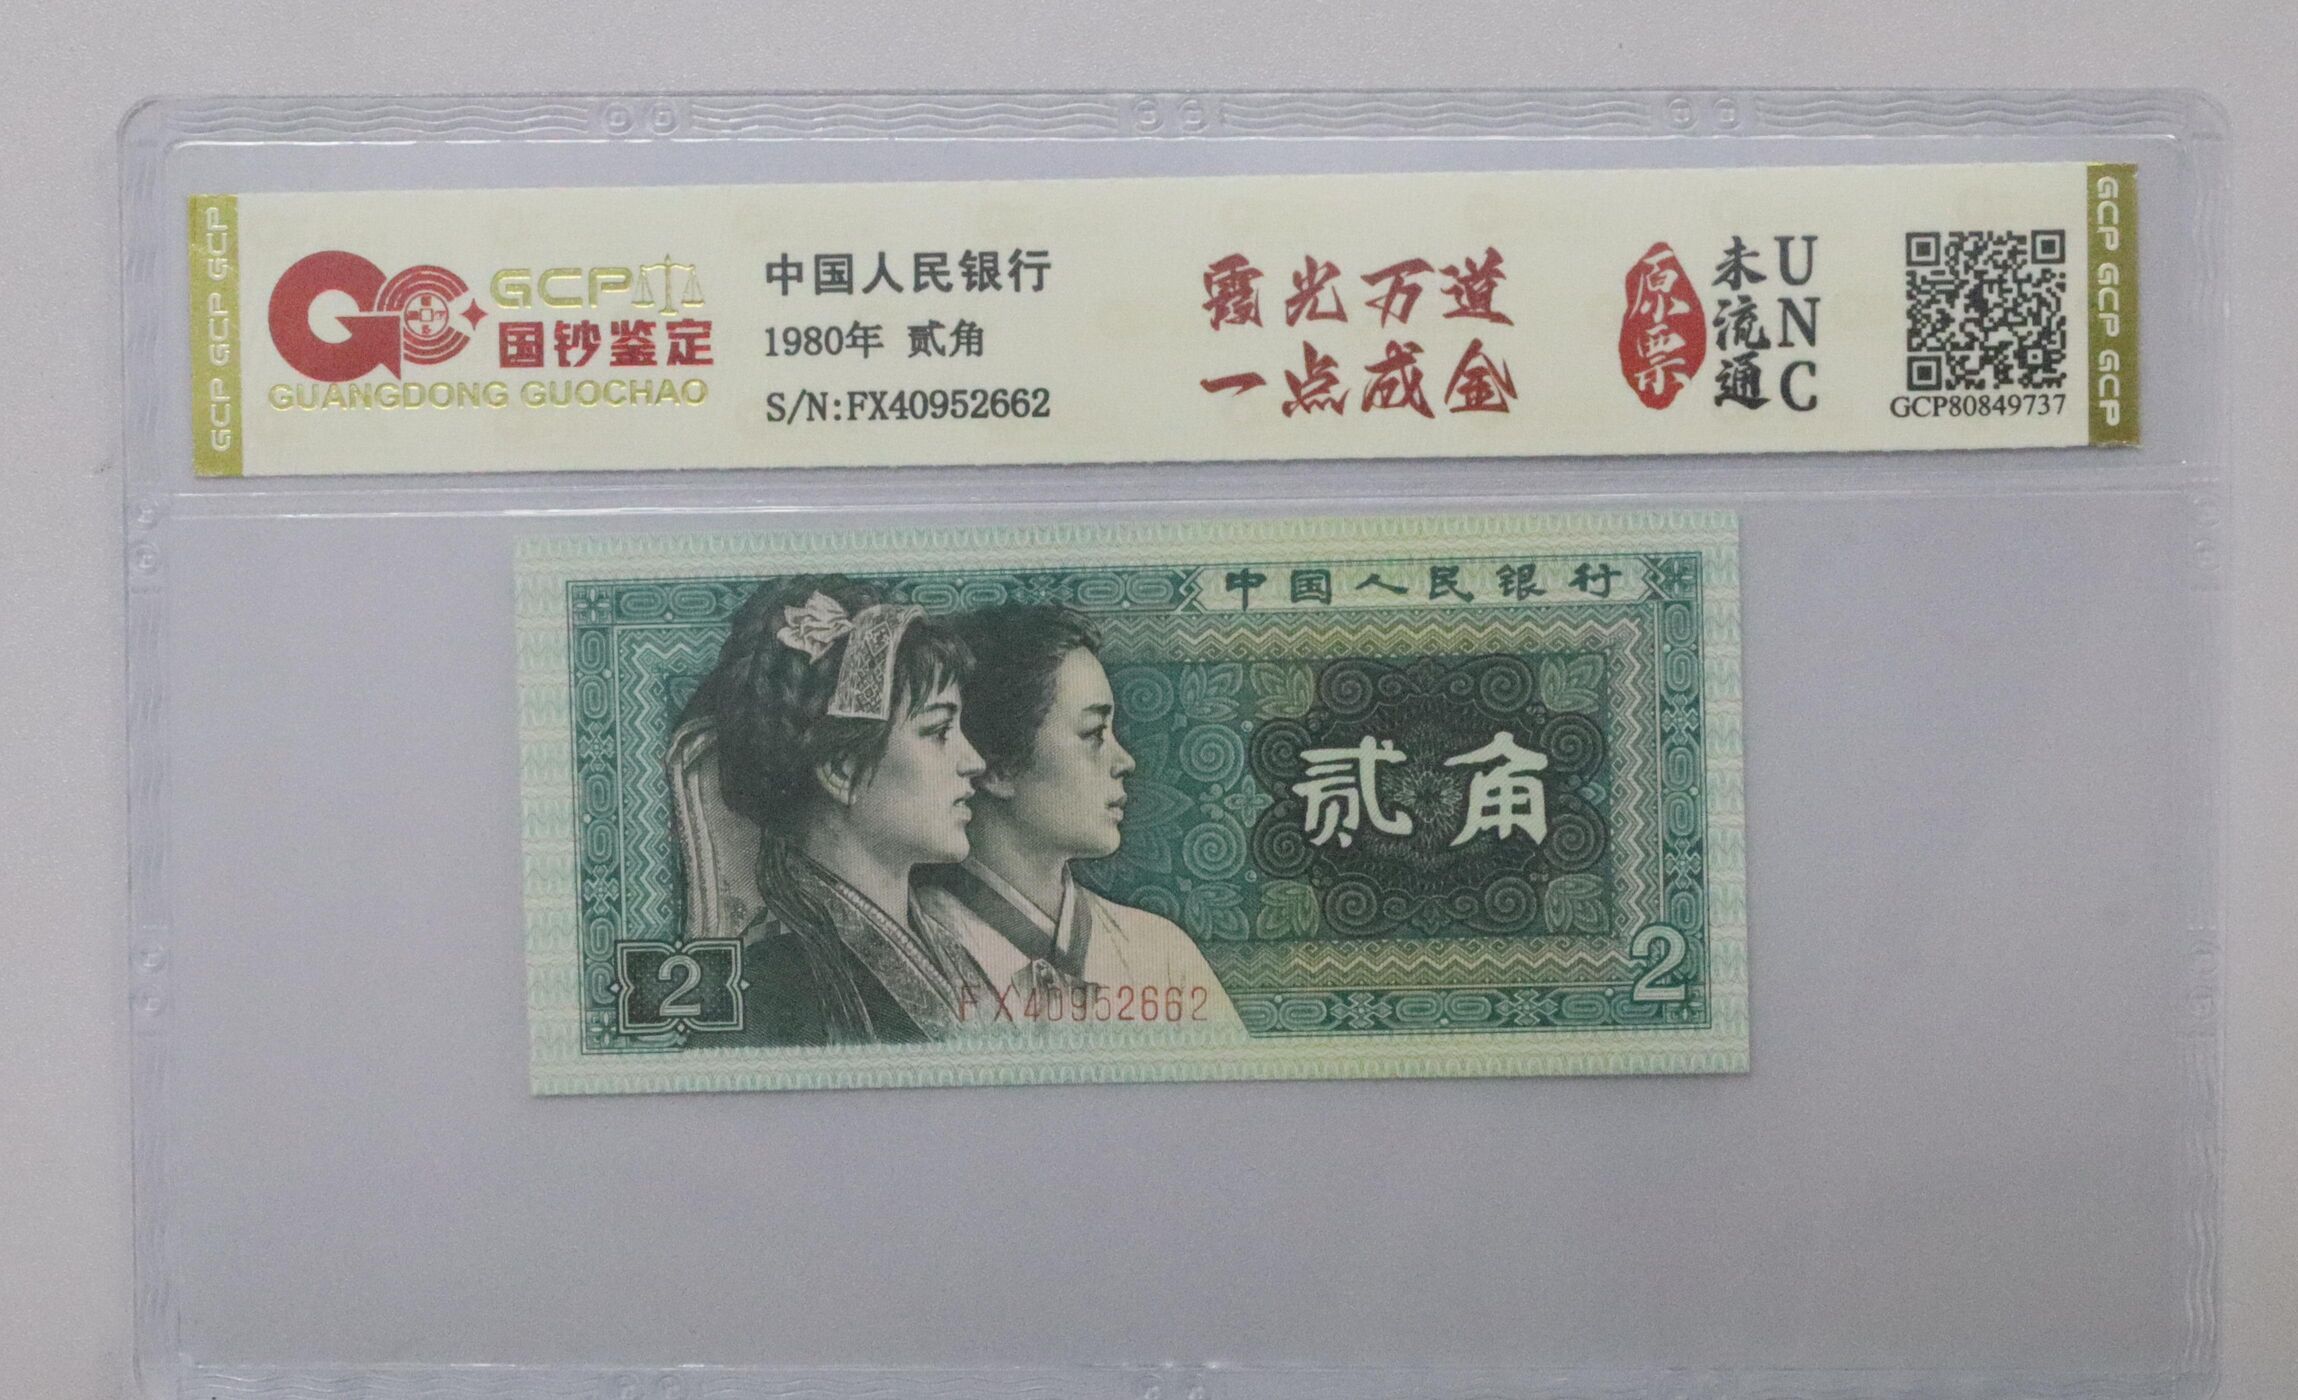 GCP GCP GCP
GCP
国钞鉴定
GUANGDONG GUOCHAO
中国人民银行
1980年 贰角
S/N:FX40952662
霞光万道
一点成金
原票
未流通
UNC
GCP80849737
GCP GCP GCP
中国人民银行
贰角
2
2
FX40952662